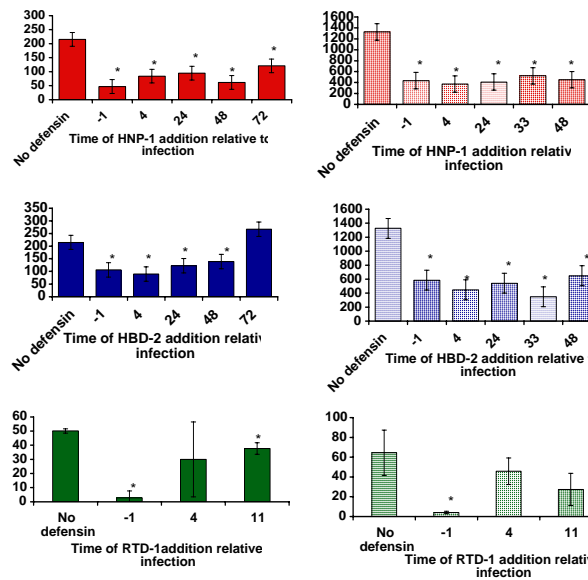 300
250
200
150
100
50
0
* * * * *
No defensin -1 4 24 48 72
Time of HNP-1 addition relative to
infection
1600
1400
1200
1000
800
600
400
200
0
* * * * *
No defensin -1 4 24 33 48
Time of HNP-1 addition relativ
infection
350
300
250
200
150
100
50
0
* * * *
No defensin -1 4 24 48 72
Time of HBD-2 addition relativ
infection
1600
1400
1200
1000
800
600
400
200
0
* * * * *
No defensin -1 4 24 33 48
Time of HBD-2 addition relative
infection
60
50
40
30
20
10
0
* *
No -1 4 11
defensin
Time of RTD-1addition relative
infection
100
80
60
40
20
0
*
No -1 4 11
defensin
Time of RTD-1 addition relati
infection